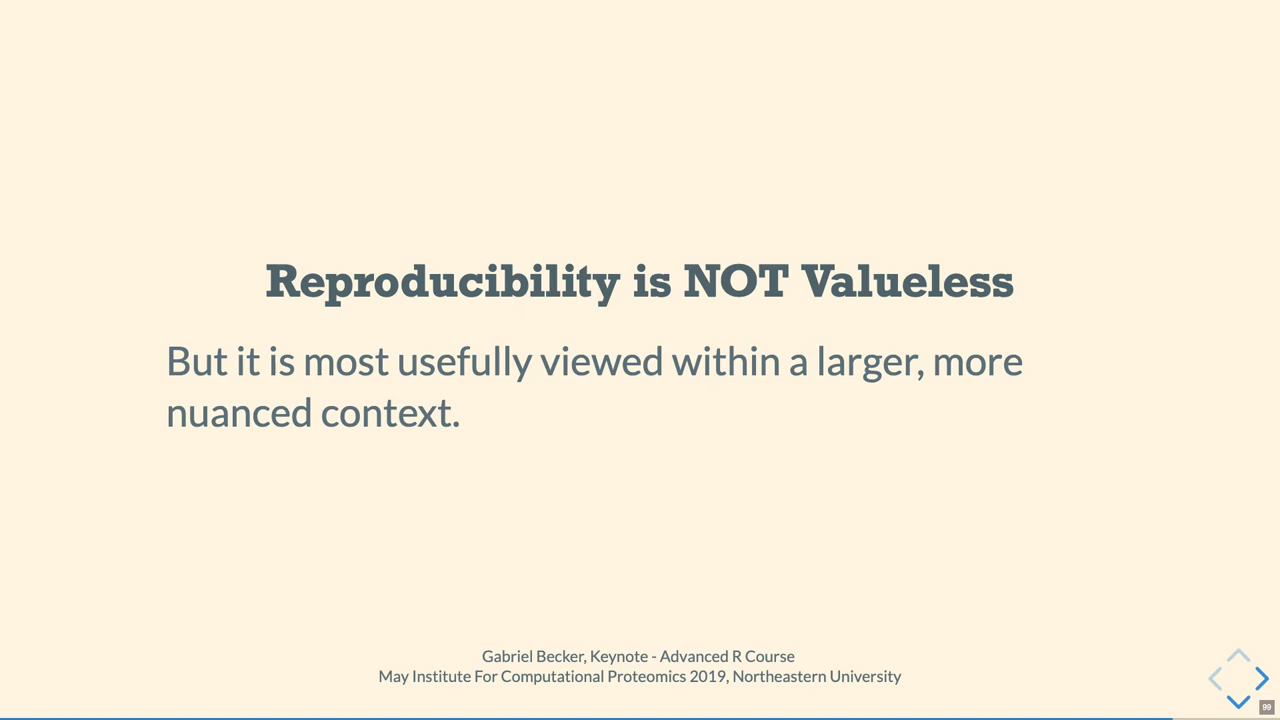 Reproducibility is NOT Valueless
But it is most usefully viewed within a larger, more
nuanced context.
Gabriel Becker, Keynote - Advanced R Course
May Institute For Computational Proteomics 2019, Northeastern University
99